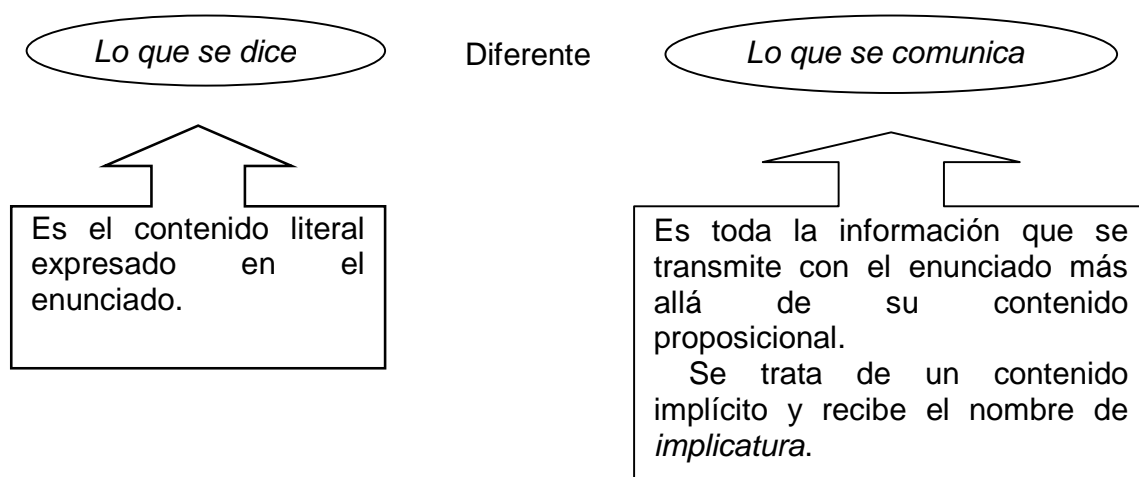 Lo que se dice
Diferente
Lo que se comunica
Es el contenido literal
expresado en el
enunciado.
Es toda la información que se
transmite con el enunciado más
allá de su contenido
proposicional.
Se trata de un contenido
implícito y recibe el nombre de
implicatura.